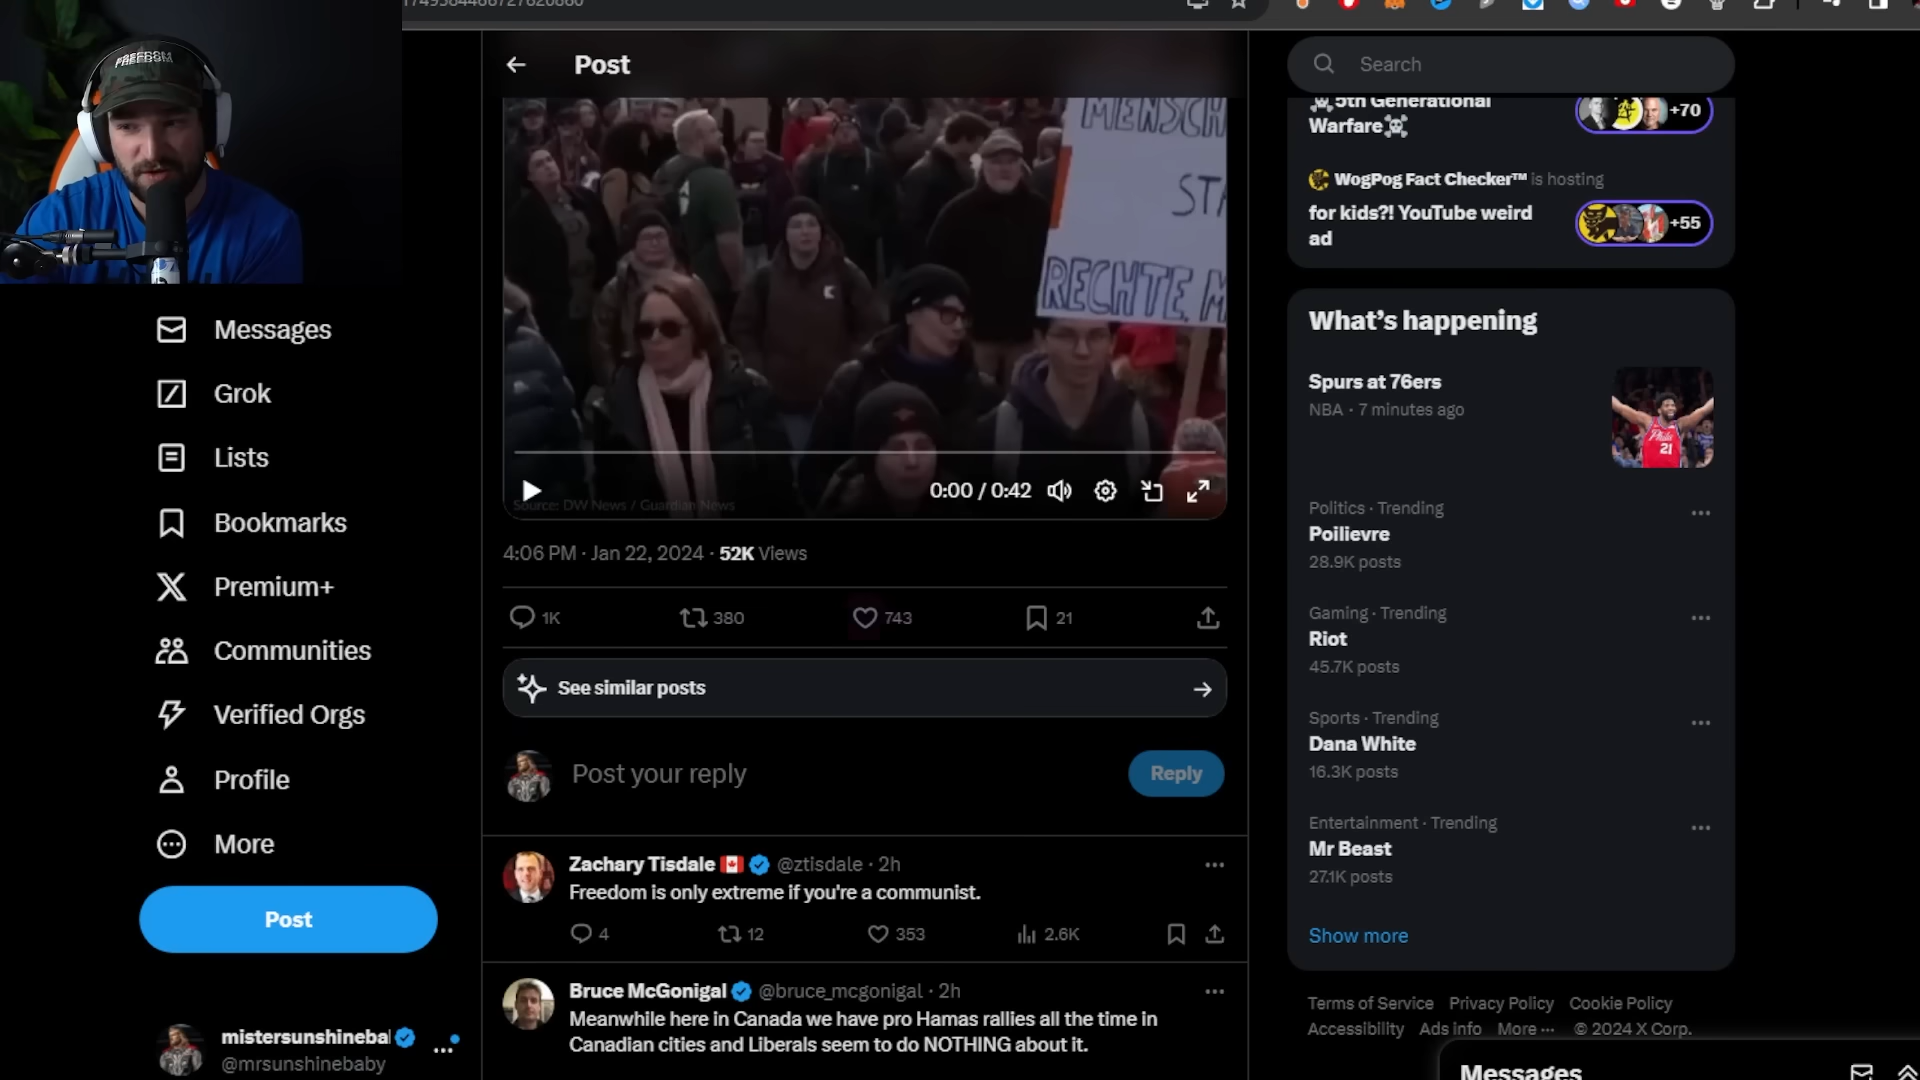 1749584468727620860
FREEDOM
Post
Search
5th Generational
Warfare
+70
WogPog Fact Checker™ is hosting
for kids?! YouTube weird
ad
+55
MENSCH
STA
RECHTE
Source: DW News / Guardian News
0:00 / 0:42
4:06 PM · Jan 22, 2024 · 52K Views
1K
380
743
21
See similar posts
Post your reply
Reply
Zachary Tisdale @ztisdale · 2h
Freedom is only extreme if you're a communist.
4
12
353
2.6K
Bruce McGonigal @bruce_mcgonigal · 2h
Meanwhile here in Canada we have pro Hamas rallies all the time in
Canadian cities and Liberals seem to do NOTHING about it.
Messages
Grok
Lists
Bookmarks
Premium+
Communities
Verified Orgs
Profile
More
Post
mistersunshineba
@mrsunshinebaby
What's happening
Spurs at 76ers
NBA · 7 minutes ago
Phila
21
Politics · Trending
Poilievre
28.9K posts
Gaming · Trending
Riot
45.7K posts
Sports · Trending
Dana White
16.3K posts
Entertainment · Trending
Mr Beast
27.1K posts
Show more
Terms of Service Privacy Policy Cookie Policy
Accessibility Ads info More ··· © 2024 X Corp.
Messages